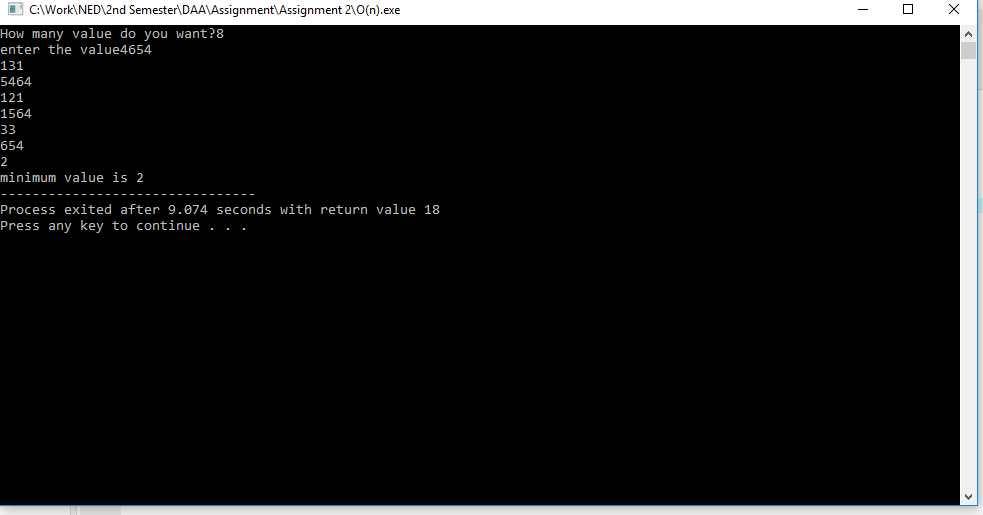 C:\Work\NED\2nd Semester\DAA\Assignment\Assignment 2\O(n).exe
How many value do you want?8
enter the value4654
131
5464
121
1564
33
654
2
minimum value is 2
--------------------------------
Process exited after 9.074 seconds with return value 18
Press any key to continue . . .